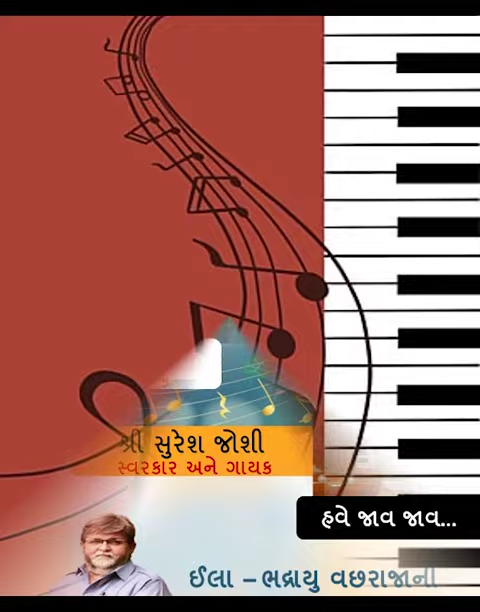 શ્રી સુરેશ જોશી
સ્વરકાર અને ગાયક
હવે જાવ જાવ...
ઈલા – ભદ્રાયુ વછરાજાની